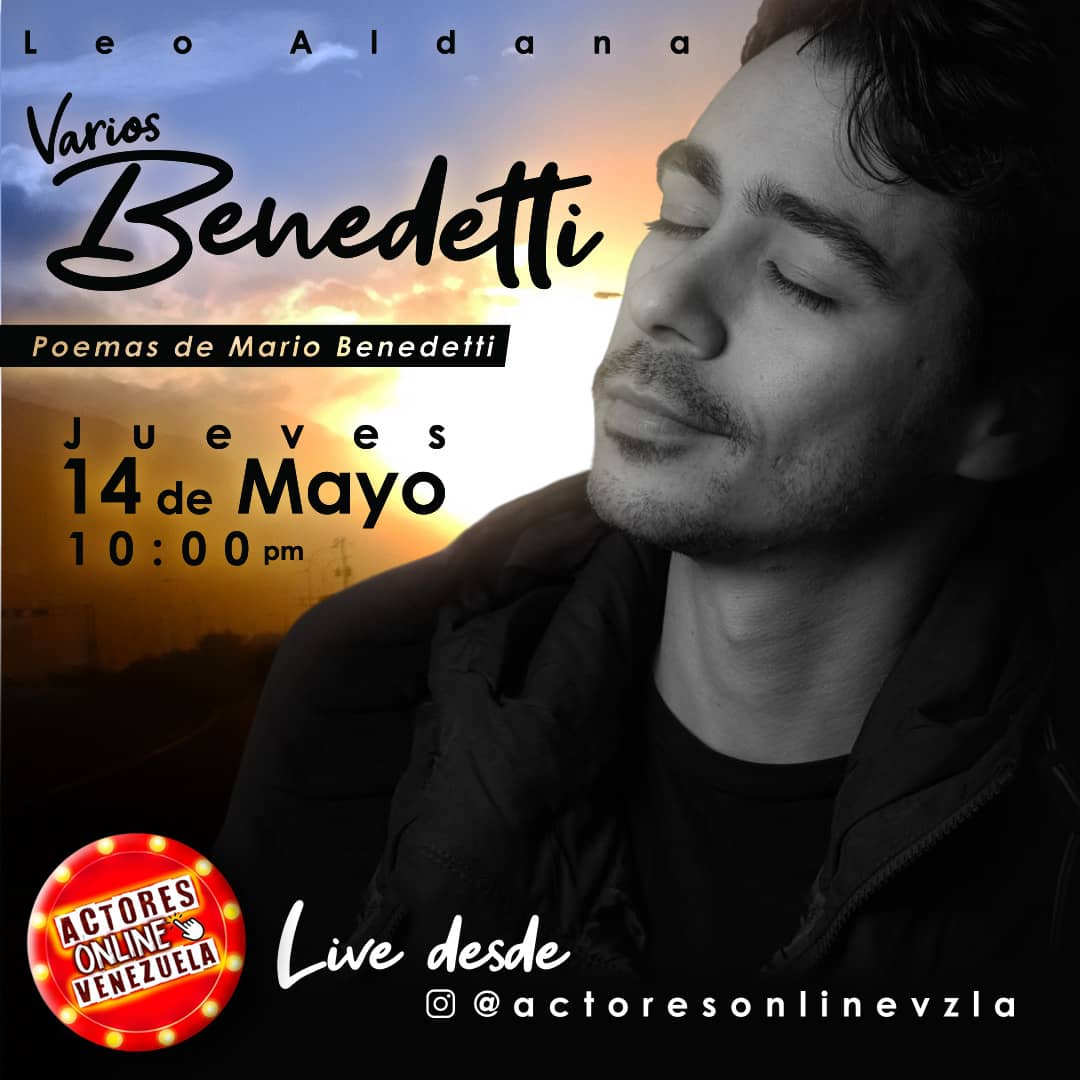 Leo Aldana
Varios
Benedetti
Poemas de Mario Benedetti
Jueves
14 de Mayo
10:00 pm
ACTORES
ONLINE
VENEZUELA
Live desde
@actoresonlinevzla